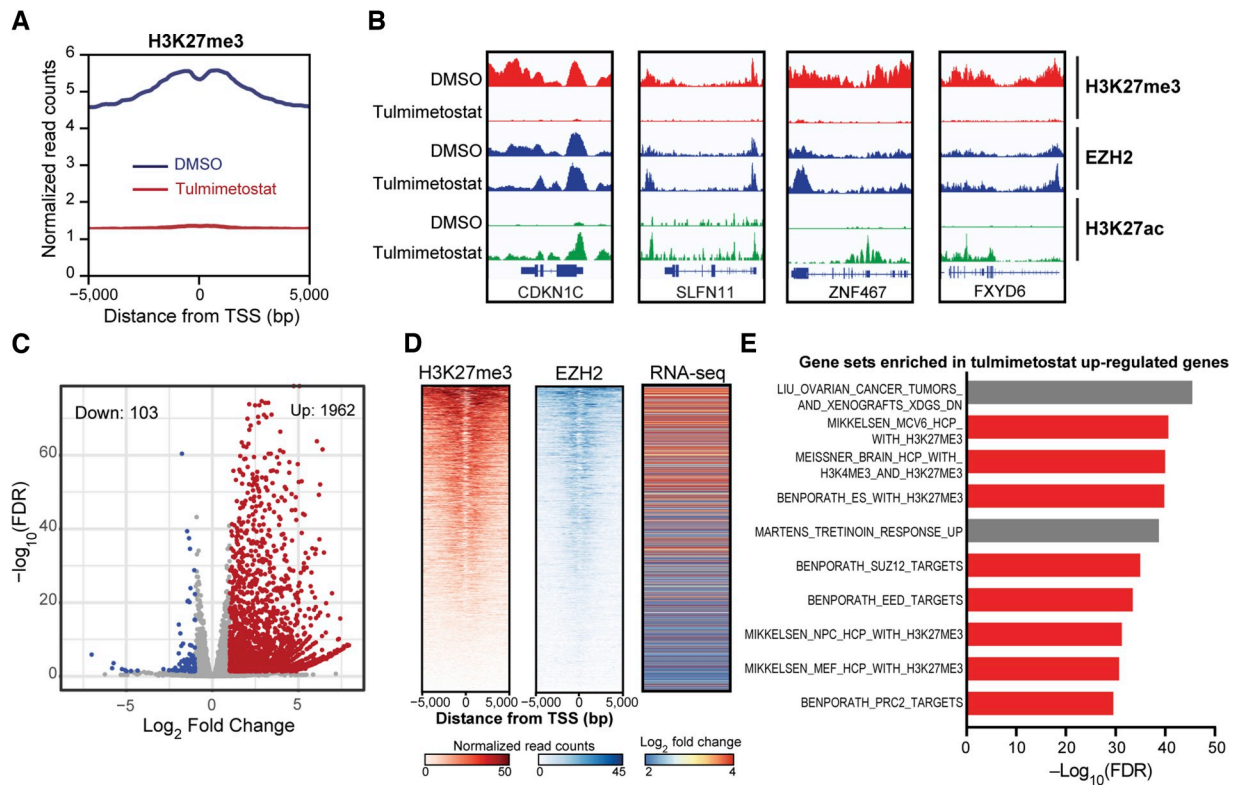 A
H3K27me3
6
5
4
3
2
1
0
Normalized read counts
DMSO
Tulmimetostat
−5,000 0 5,000
Distance from TSS (bp)
B
DMSO
Tulmimetostat
DMSO
Tulmimetostat
DMSO
Tulmimetostat
H3K27me3
EZH2
H3K27ac
CDKN1C SLFN11 ZNF467 FXYD6
C
Down: 103 Up: 1962
60
40
20
0
−log10(FDR)
−5 0 5
Log2 Fold Change
D
H3K27me3 EZH2 RNA-seq
−5,000 0 5,000 −5,000 0 5,000
Distance from TSS (bp)
Normalized read counts
0 50 0 45
Log2 fold change
2 4
E
Gene sets enriched in tulmimetostat up-regulated genes
LIU_OVARIAN_CANCER_TUMORS_
AND_XENOGRAFTS_XDGS_DN
MIKKELSEN_MCV6_HCP_
WITH_H3K27ME3
MEISSNER_BRAIN_HCP_WITH_
H3K4ME3_AND_H3K27ME3
BENPORATH_ES_WITH_H3K27ME3
MARTENS_TRETINOIN_RESPONSE_UP
BENPORATH_SUZ12_TARGETS
BENPORATH_EED_TARGETS
MIKKELSEN_NPC_HCP_WITH_H3K27ME3
MIKKELSEN_MEF_HCP_WITH_H3K27ME3
BENPORATH_PRC2_TARGETS
0 10 20 30 40 50
−Log10(FDR)